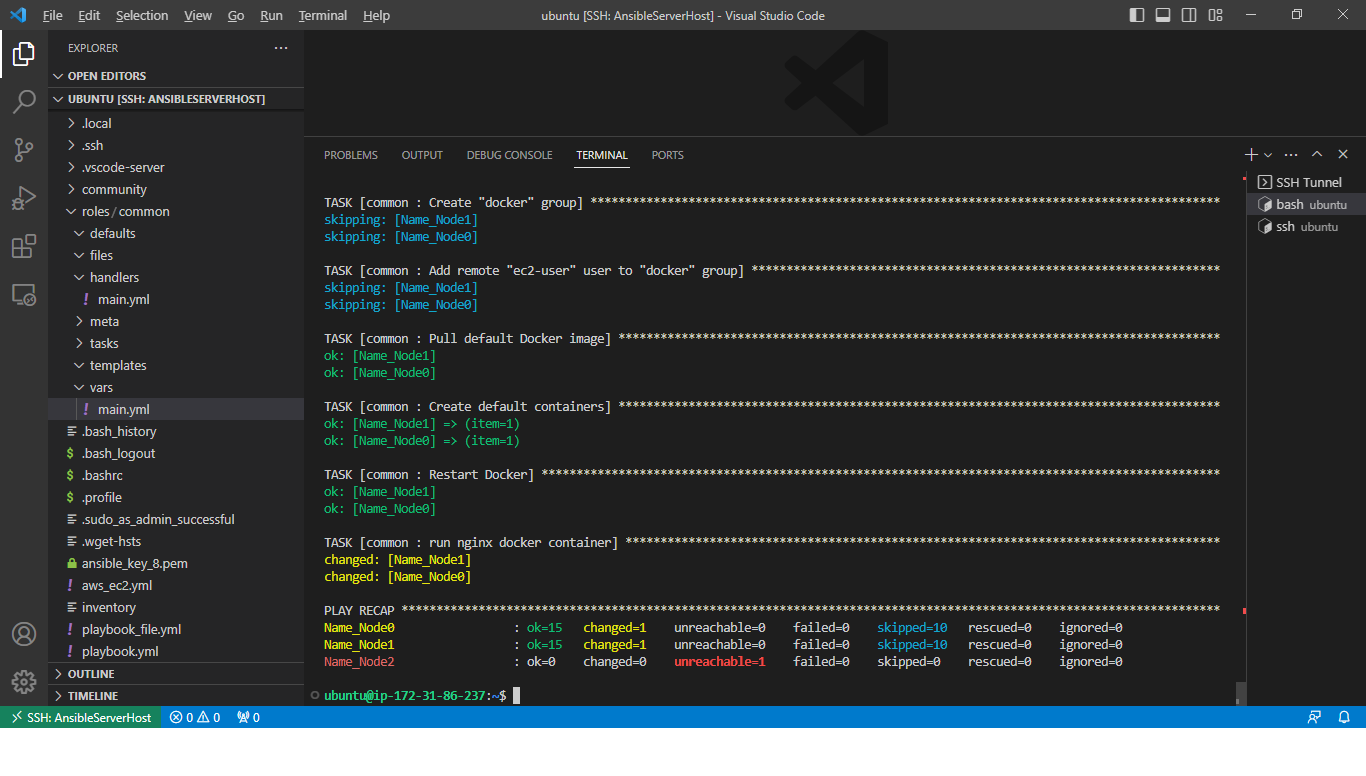 File Edit Selection View Go Run Terminal Help
ubuntu [SSH: AnsibleServerHost] - Visual Studio Code
EXPLORER
OPEN EDITORS
UBUNTU [SSH: ANSIBLESERVERHOST]
.local
.ssh
.vscode-server
community
roles / common
defaults
files
handlers
! main.yml
meta
tasks
templates
vars
! main.yml
.bash_history
$ .bash_logout
$ .bashrc
$ .profile
.sudo_as_admin_successful
.wget-hsts
ansible_key_8.pem
! aws_ec2.yml
inventory
! playbook_file.yml
! playbook.yml
OUTLINE
TIMELINE
PROBLEMS OUTPUT DEBUG CONSOLE TERMINAL PORTS
TASK [common : Create "docker" group] ******************************************************************************************
skipping: [Name_Node1]
skipping: [Name_Node0]
TASK [common : Add remote "ec2-user" user to "docker" group] *******************************************************************
skipping: [Name_Node1]
skipping: [Name_Node0]
TASK [common : Pull default Docker image] **************************************************************************************
ok: [Name_Node1]
ok: [Name_Node0]
TASK [common : Create default containers] **************************************************************************************
ok: [Name_Node1] => (item=1)
ok: [Name_Node0] => (item=1)
TASK [common : Restart Docker] *************************************************************************************************
ok: [Name_Node1]
ok: [Name_Node0]
TASK [common : run nginx docker container] *************************************************************************************
changed: [Name_Node1]
changed: [Name_Node0]
PLAY RECAP *********************************************************************************************************************
Name_Node0 : ok=15 changed=1 unreachable=0 failed=0 skipped=10 rescued=0 ignored=0
Name_Node1 : ok=15 changed=1 unreachable=0 failed=0 skipped=10 rescued=0 ignored=0
Name_Node2 : ok=0 changed=0 unreachable=1 failed=0 skipped=0 rescued=0 ignored=0
ubuntu@ip-172-31-86-237:~$
SSH Tunnel
bash ubuntu
ssh ubuntu
SSH: AnsibleServerHost 0 0 0